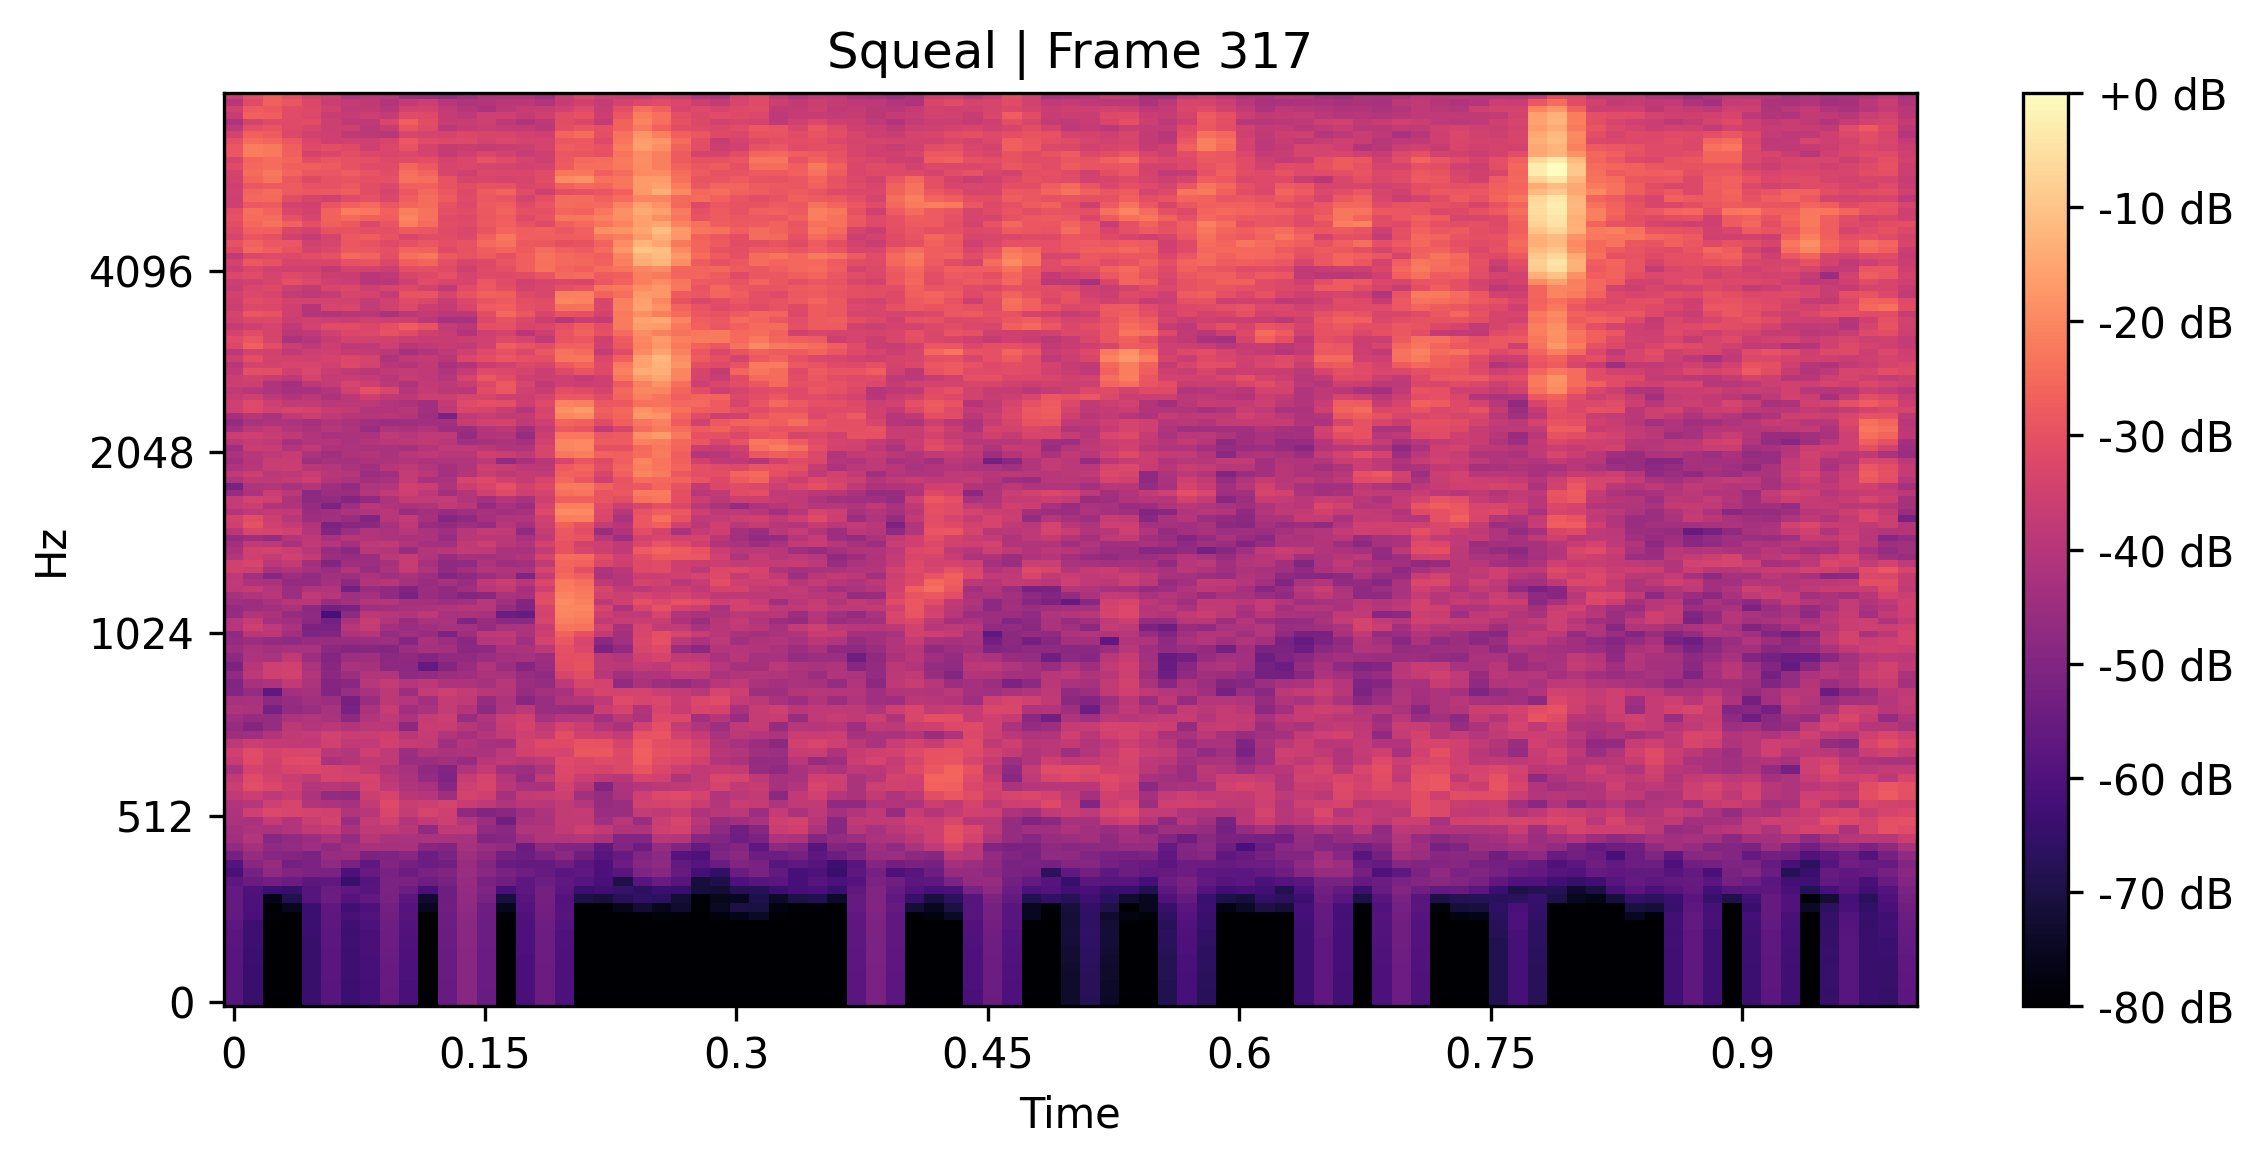 Squeal | Frame 317
+0 dB
-10 dB
-20 dB
-30 dB
-40 dB
-50 dB
-60 dB
-70 dB
-80 dB
4096
2048
1024
512
0
Hz
0 0.15 0.3 0.45 0.6 0.75 0.9
Time